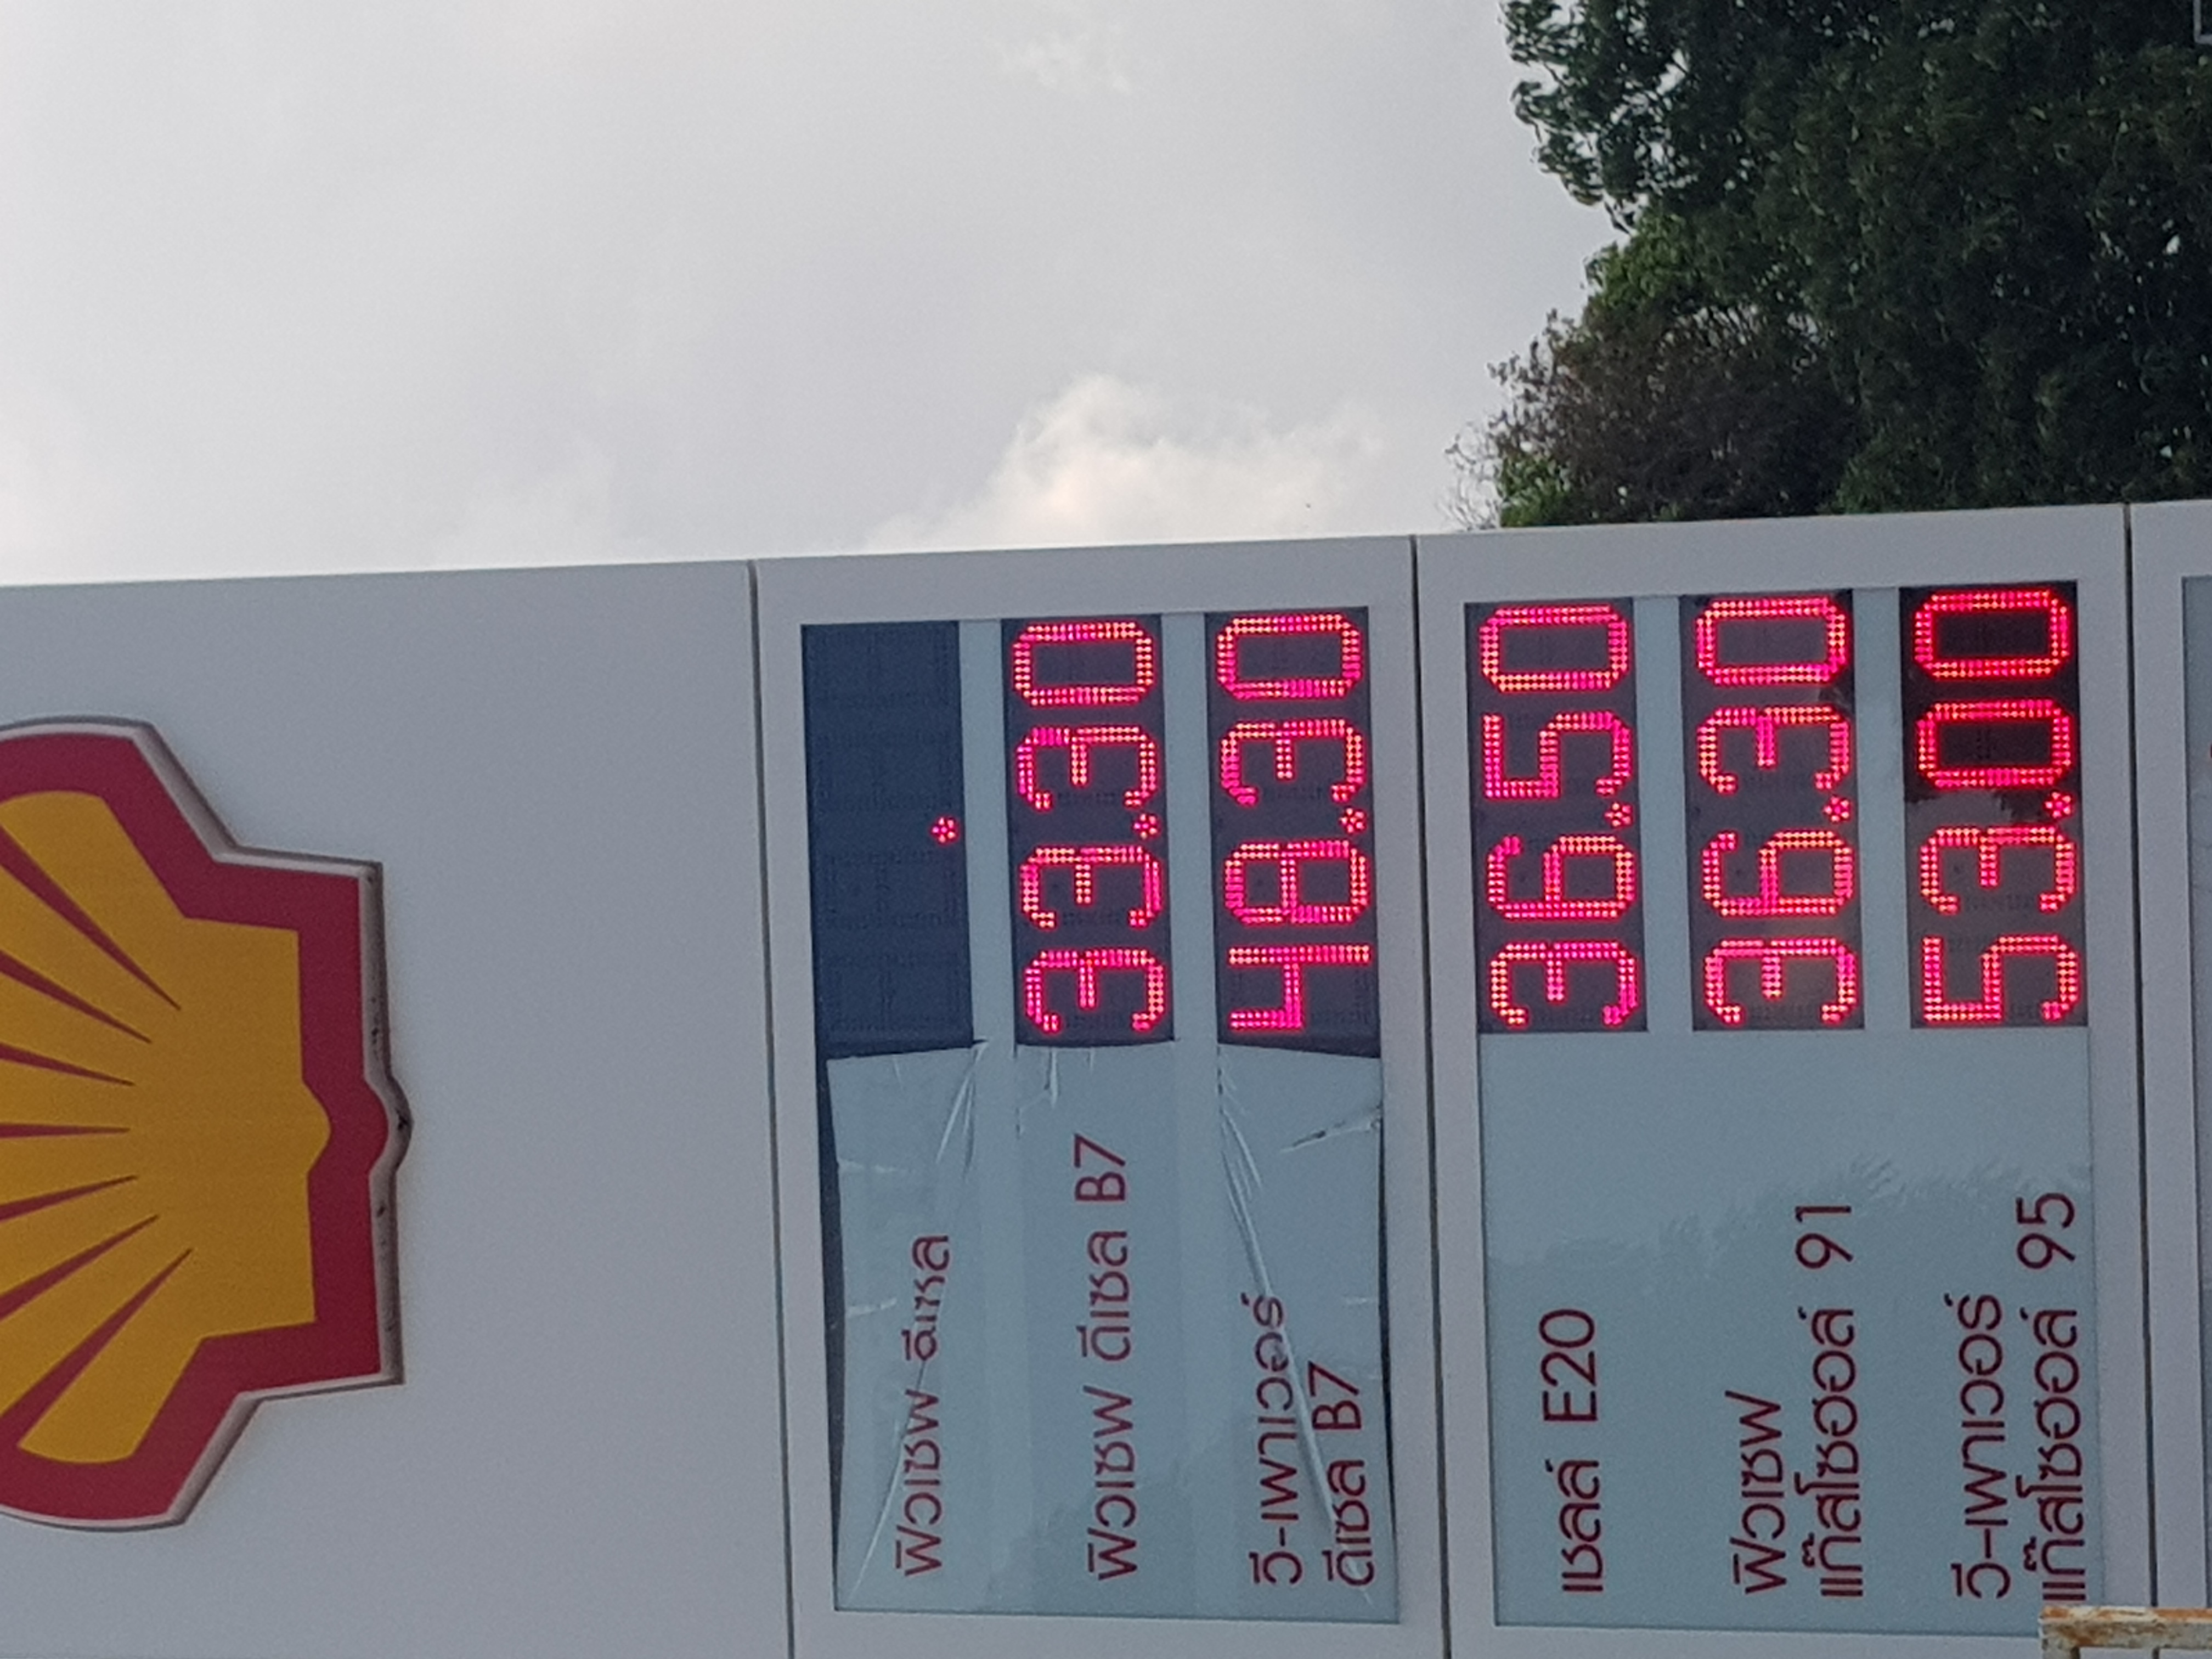 ฟิวเซฟ ดีเซล .
ฟิวเซฟ ดีเซล B7 33.30
วี-เพาเวอร์
ดีเซล B7 48.30
เชลล์ E20 36.50
ฟิวเซฟ
แก๊สโซฮอล์ 91 36.30
วี-เพาเวอร์
แก๊สโซฮอล์ 95 53.00